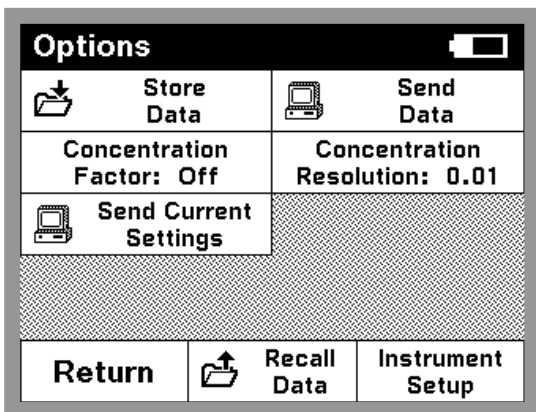 Options
Store
Data
Send
Data
Concentration
Factor: Off
Concentration
Resolution: 0.01
Send Current
Settings
Return
Recall
Data
Instrument
Setup